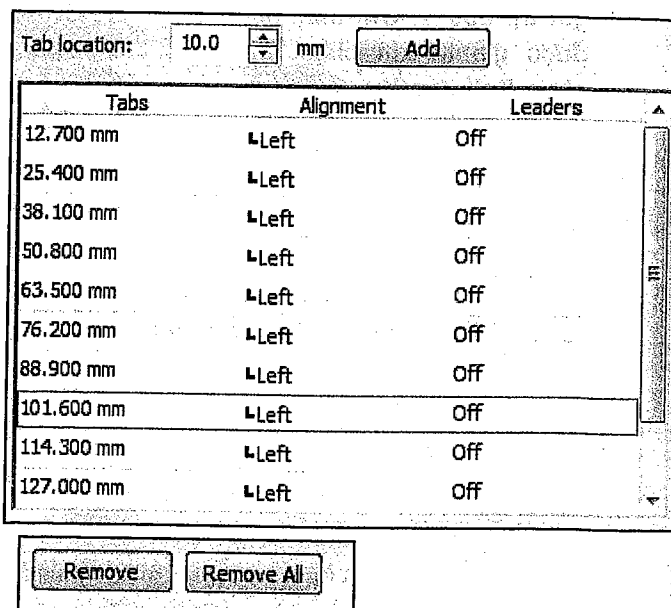 Tab location: 10.0 mm Add
Tabs Alignment Leaders
12.700 mm Left Off
25.400 mm Left Off
38.100 mm Left Off
50.800 mm Left Off
63.500 mm Left Off
76.200 mm Left Off
88.900 mm Left Off
101.600 mm Left Off
114.300 mm Left Off
127.000 mm Left Off
Remove Remove All